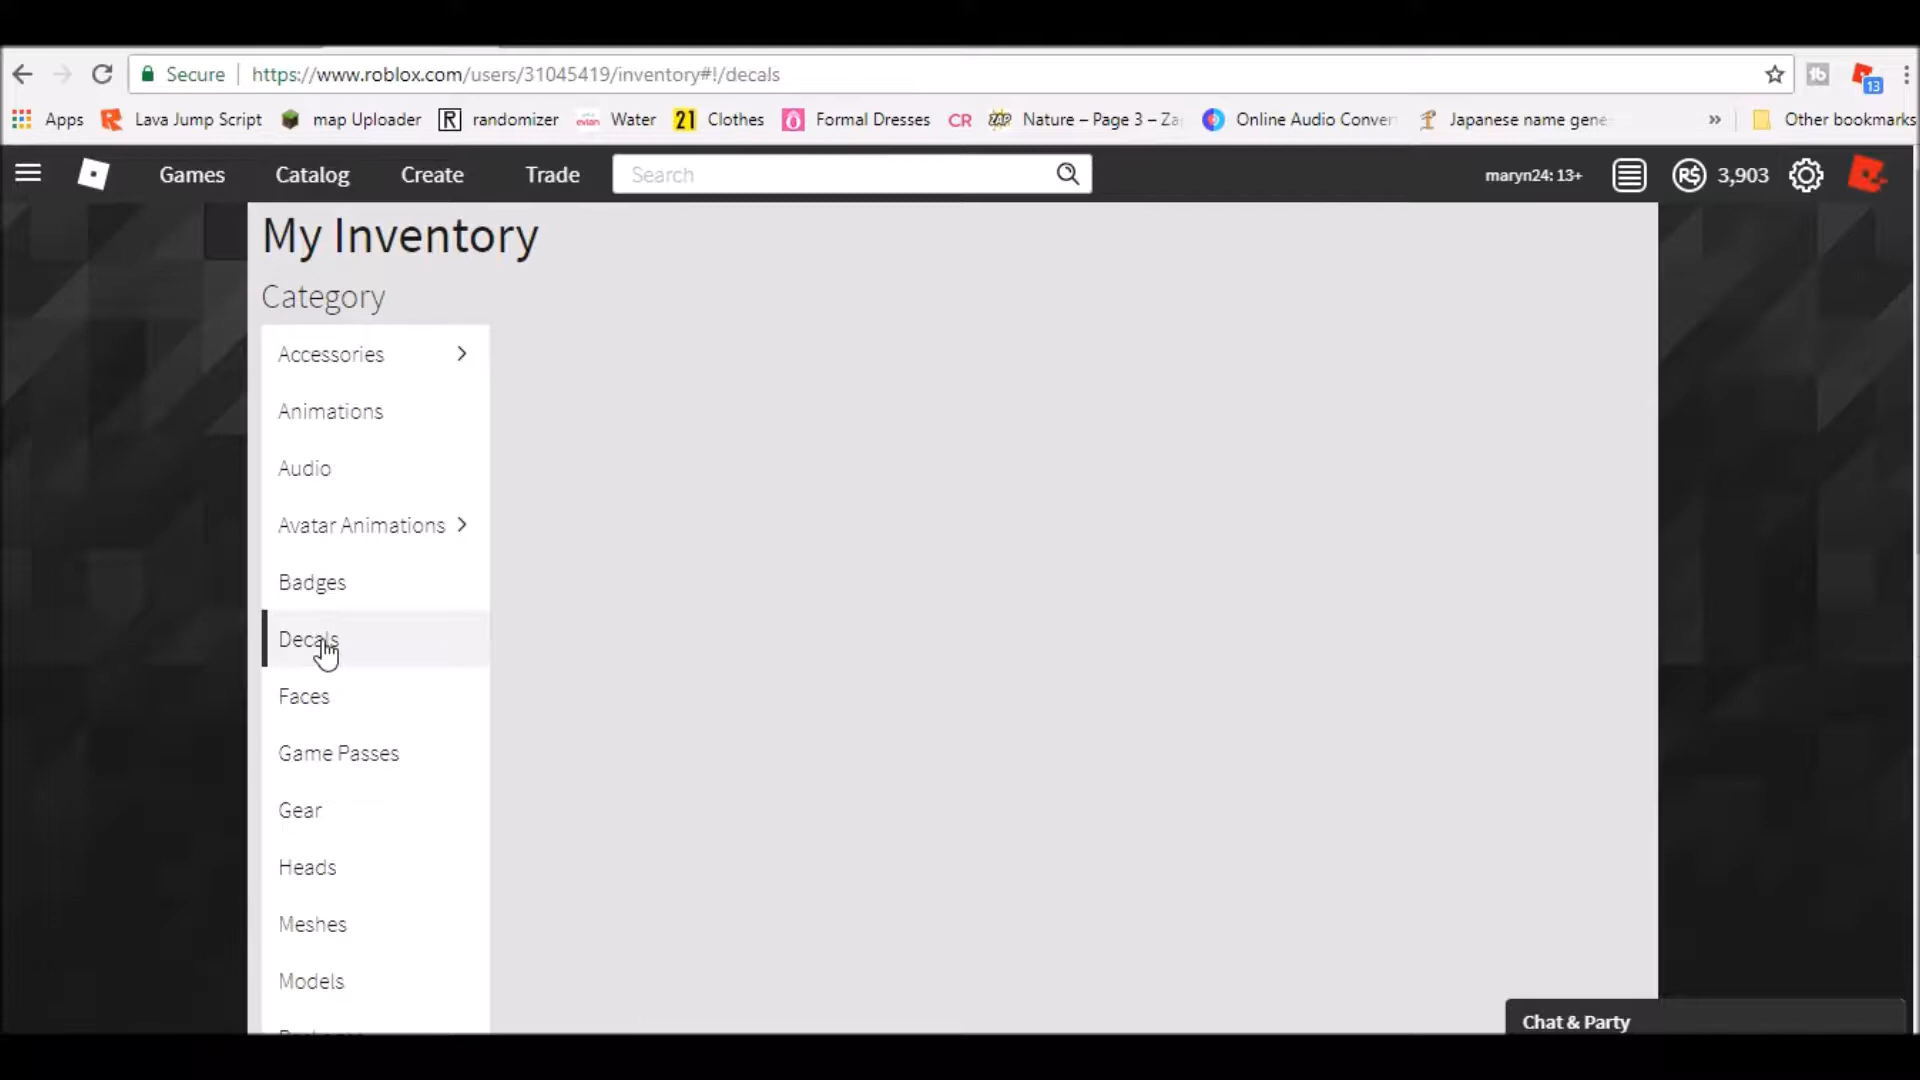 Secure | https://www.roblox.com/users/31045419/inventory#!/decals
13
Apps Lava Jump Script map Uploader R randomizer evian Water 21 Clothes Formal Dresses CR Nature – Page 3 – Za Online Audio Conver Japanese name gene » Other bookmarks
Games Catalog Create Trade Search maryn24: 13+ R$ 3,903
My Inventory
Category
Accessories
Animations
Audio
Avatar Animations
Badges
Decals
Faces
Game Passes
Gear
Heads
Meshes
Models
Chat & Party